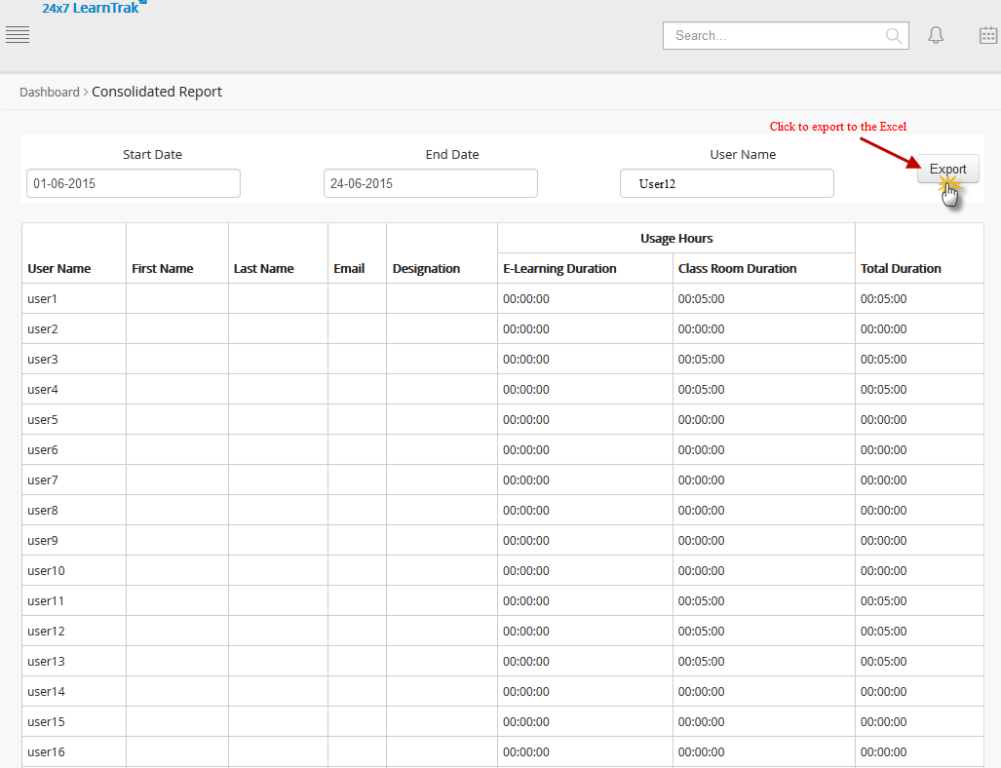 24x7 LearnTrak
Search...
Dashboard > Consolidated Report
Click to export to the Excel
Start Date End Date User Name
01-06-2015 24-06-2015 User12 Export
Usage Hours
User Name First Name Last Name Email Designation E-Learning Duration Class Room Duration Total Duration
user1 00:00:00 00:05:00 00:05:00
user2 00:00:00 00:00:00 00:00:00
user3 00:00:00 00:05:00 00:05:00
user4 00:00:00 00:05:00 00:05:00
user5 00:00:00 00:00:00 00:00:00
user6 00:00:00 00:00:00 00:00:00
user7 00:00:00 00:00:00 00:00:00
user8 00:00:00 00:00:00 00:00:00
user9 00:00:00 00:00:00 00:00:00
user10 00:00:00 00:00:00 00:00:00
user11 00:00:00 00:05:00 00:05:00
user12 00:00:00 00:05:00 00:05:00
user13 00:00:00 00:05:00 00:05:00
user14 00:00:00 00:00:00 00:00:00
user15 00:00:00 00:00:00 00:00:00
user16 00:00:00 00:00:00 00:00:00